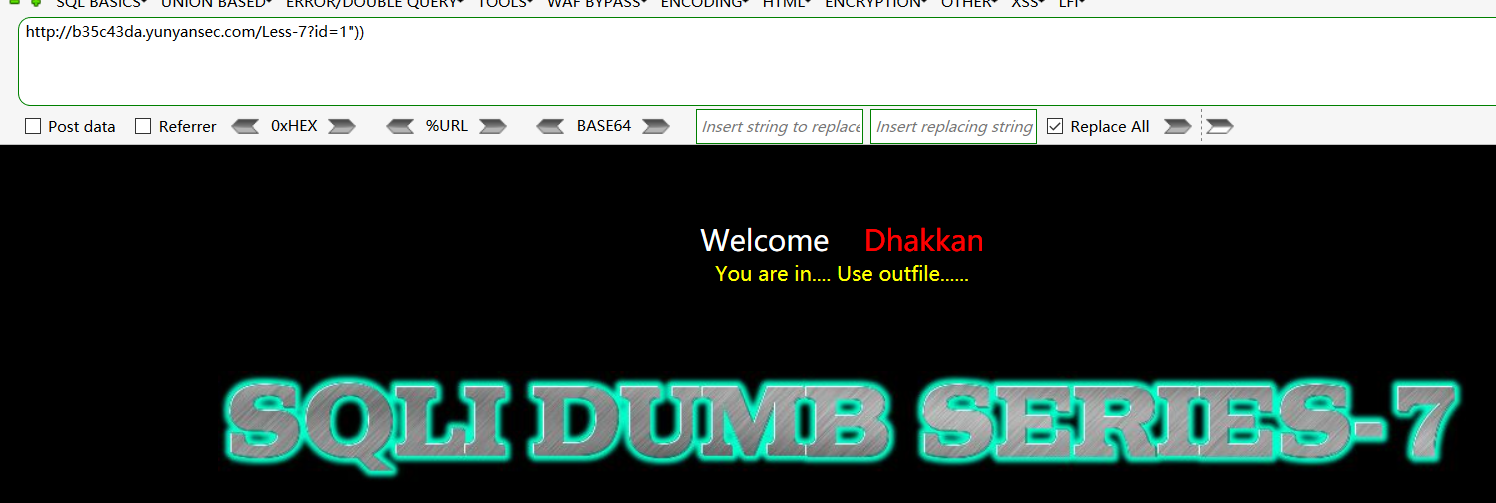 SQL BASICS UNION BASED ERROR/DOUBLE QUERY TOOLS WAF BYPASS ENCODING HTML ENCRYPTION OTHER XSS LFI
http://b35c43da.yunyansec.com/Less-7?id=1"))
Post data Referrer 0xHEX %URL BASE64 Insert string to replace Insert replacing string Replace All
Welcome Dhakkan
You are in.... Use outfile......
SQLI DUMB SERIES-7